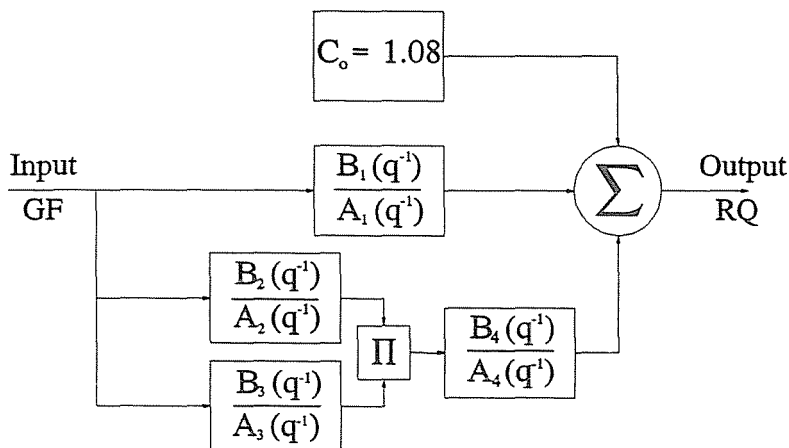 Cₒ= 1.08
Input
GF
B₁(q⁻¹)
A₁(q⁻¹)
Σ
Output
RQ
B₂(q⁻¹)
A₂(q⁻¹)
Π
B₃(q⁻¹)
A₃(q⁻¹)
B₄(q⁻¹)
A₄(q⁻¹)